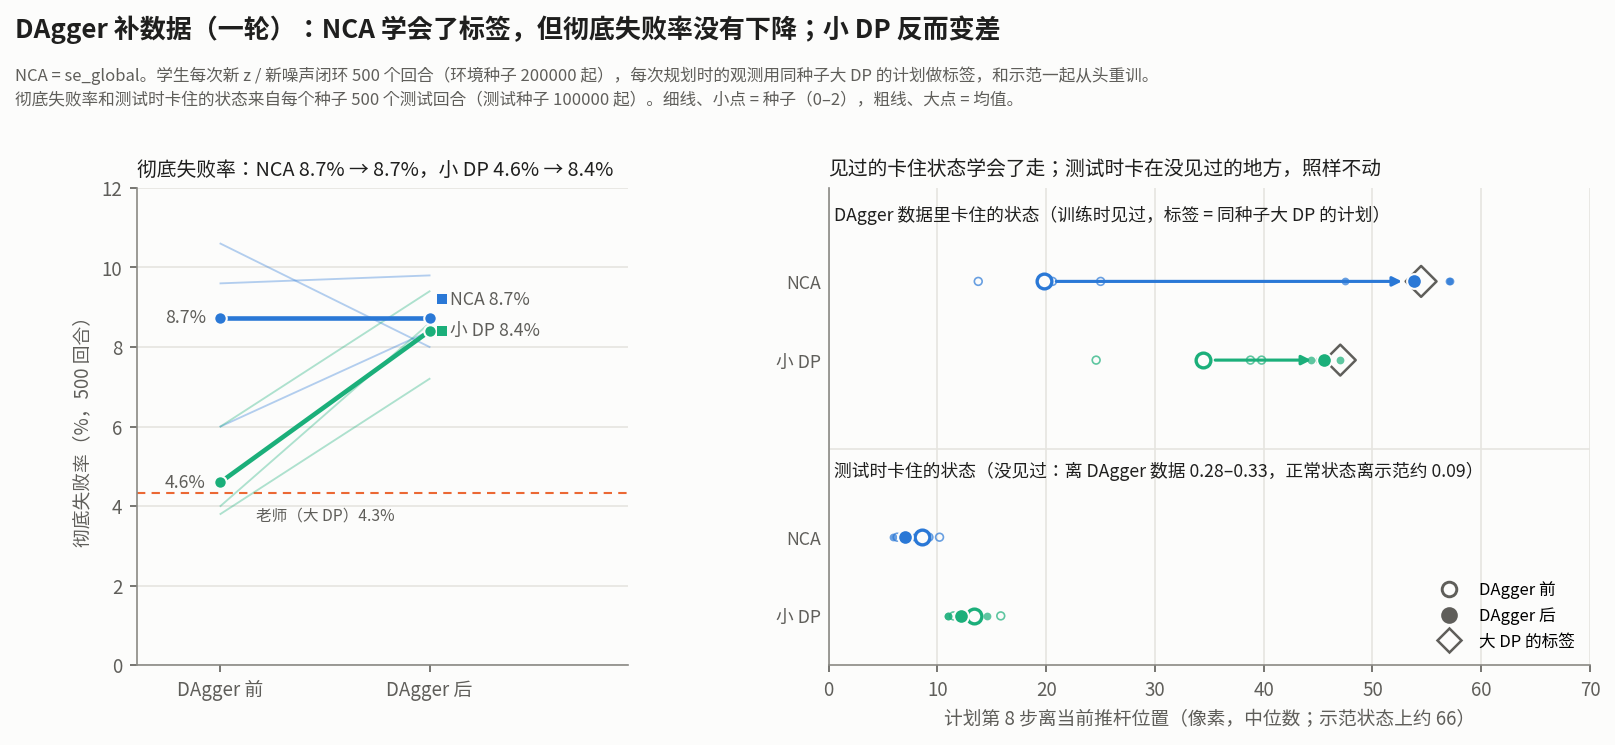 DAgger 补数据（一轮）：NCA 学会了标签，但彻底失败率没有下降；小 DP 反而变差
NCA = se_global。学生每次新 z / 新噪声闭环 500 个回合（环境种子 200000 起），每次规划时的观测用同种子大 DP 的计划做标签，和示范一起从头重训。
彻底失败率和测试时卡住的状态来自每个种子 500 个测试回合（测试种子 100000 起）。细线、小点 = 种子（0–2），粗线、大点 = 均值。
彻底失败率：NCA 8.7% → 8.7%，小 DP 4.6% → 8.4%
12
10
8
6
4
2
0
彻底失败率（%，500 回合）
8.7%
4.6%
NCA 8.7%
小 DP 8.4%
老师（大 DP）4.3%
DAgger 前
DAgger 后
见过的卡住状态学会了走；测试时卡在没见过的地方，照样不动
DAgger 数据里卡住的状态（训练时见过，标签 = 同种子大 DP 的计划）
NCA
小 DP
测试时卡住的状态（没见过：离 DAgger 数据 0.28–0.33，正常状态离示范约 0.09）
NCA
小 DP
DAgger 前
DAgger 后
大 DP 的标签
0
10
20
30
40
50
60
70
计划第 8 步离当前推杆位置（像素，中位数；示范状态上约 66）